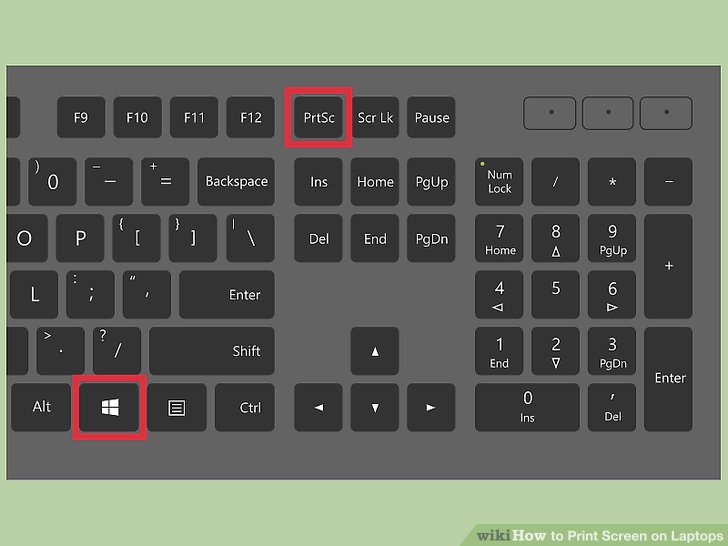 F9 F10 F11 F12 PrtSc Scr Lk Pause
) 0 _ - + = Backspace Ins Home PgUp Num Lock / * -
O P { [ } ] | \ Del End PgDn 7 Home 8 9 PgUp +
L : ; " ' Enter 4 5 6
> . ? / Shift 1 End 2 3 PgDn Enter
Alt Ctrl 0 Ins , Del
wikiHow to Print Screen on Laptops